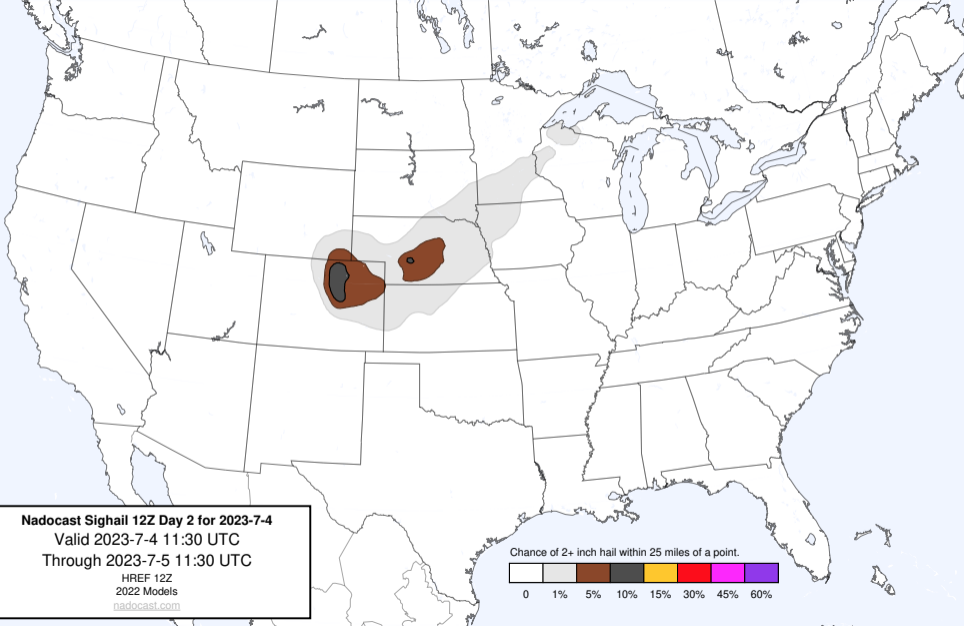 Nadocast Sighail 12Z Day 2 for 2023-7-4
Valid 2023-7-4 11:30 UTC
Through 2023-7-5 11:30 UTC
HREF 12Z
2022 Models
nadocast.com
Chance of 2+ inch hail within 25 miles of a point.
0 1% 5% 10% 15% 30% 45% 60%